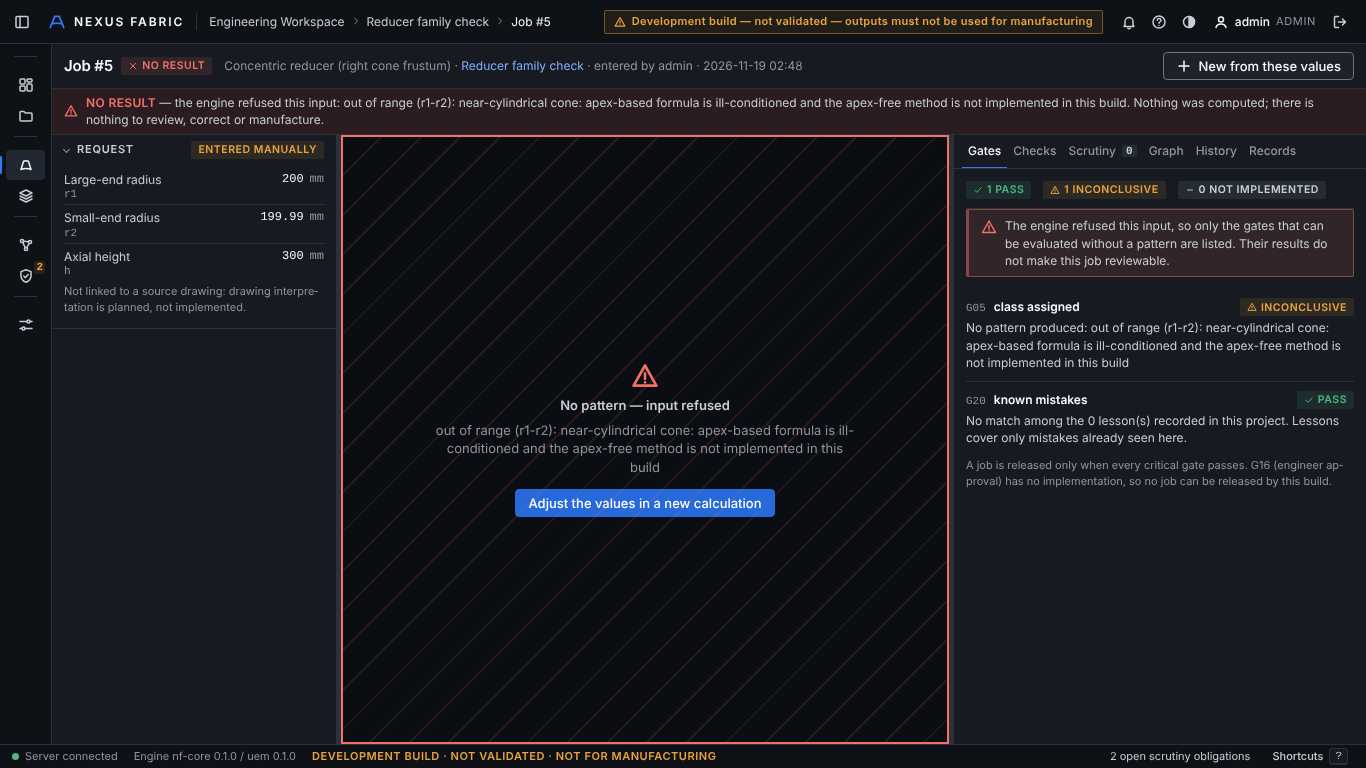 NEXUS FABRIC
Engineering Workspace
Reducer family check
Job #5
Development build — not validated — outputs must not be used for manufacturing
admin ADMIN
Job #5
NO RESULT
Concentric reducer (right cone frustum) · Reducer family check · entered by admin · 2026-11-19 02:48
New from these values
NO RESULT — the engine refused this input: out of range (r1-r2): near-cylindrical cone: apex-based formula is ill-conditioned and the apex-free method is not implemented in this build. Nothing was computed; there is
nothing to review, correct or manufacture.
2
REQUEST
ENTERED MANUALLY
Large-end radius
200 mm
r1
Small-end radius
199.99 mm
r2
Axial height
300 mm
h
Not linked to a source drawing: drawing interpre-
tation is planned, not implemented.
No pattern — input refused
out of range (r1-r2): near-cylindrical cone: apex-based formula is ill-
conditioned and the apex-free method is not implemented in this
build
Adjust the values in a new calculation
Gates
Checks
Scrutiny 0
Graph
History
Records
1 PASS
1 INCONCLUSIVE
0 NOT IMPLEMENTED
The engine refused this input, so only the gates that can
be evaluated without a pattern are listed. Their results do
not make this job reviewable.
G05 class assigned
INCONCLUSIVE
No pattern produced: out of range (r1-r2): near-cylindrical cone:
apex-based formula is ill-conditioned and the apex-free method is
not implemented in this build
G20 known mistakes
PASS
No match among the 0 lesson(s) recorded in this project. Lessons
cover only mistakes already seen here.
A job is released only when every critical gate passes. G16 (engineer ap-
proval) has no implementation, so no job can be released by this build.
Server connected
Engine nf-core 0.1.0 / uem 0.1.0
DEVELOPMENT BUILD · NOT VALIDATED · NOT FOR MANUFACTURING
2 open scrutiny obligations
Shortcuts ?